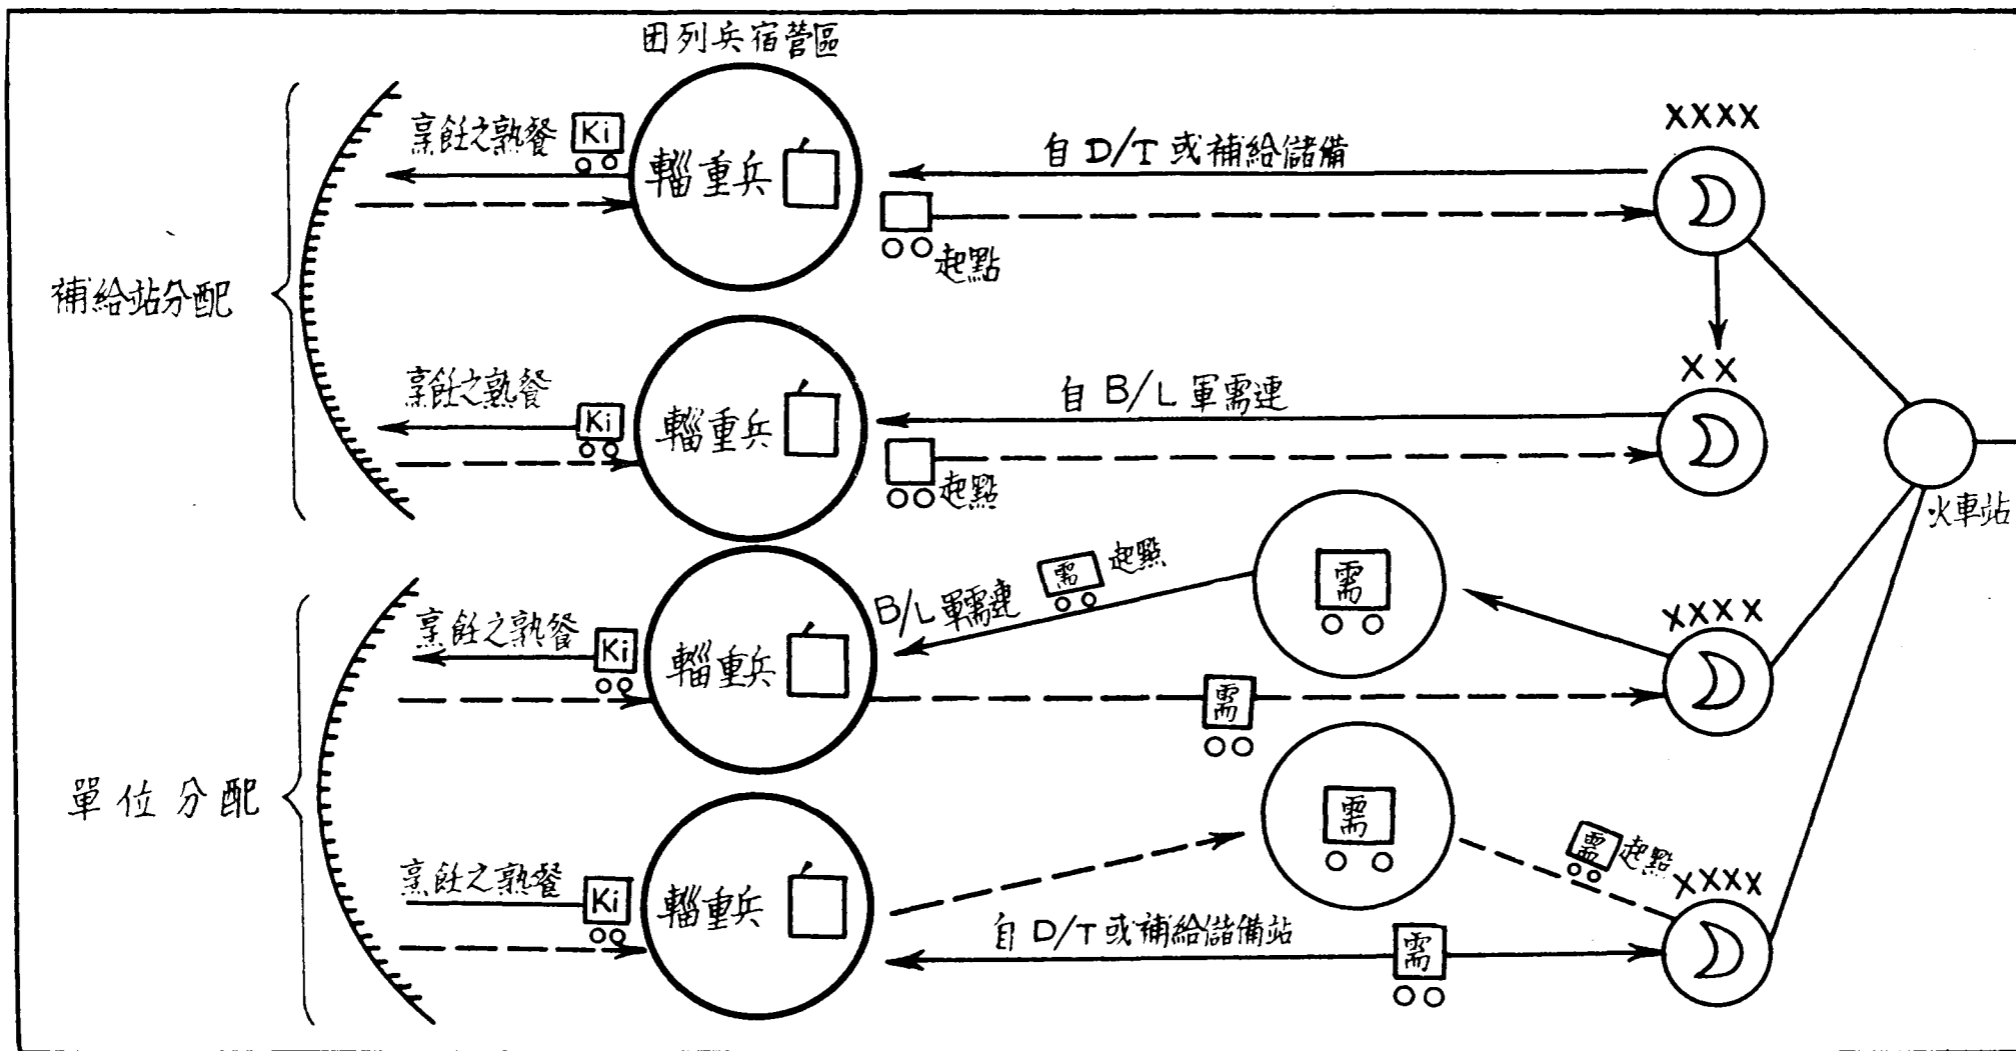 团列兵宿營區
XXXX
烹飪之熟餐 Ki
輜重兵
自 D/T 或補給儲備
起點
補給站分配
XX
烹飪之熟餐 Ki
輜重兵
自 B/L 軍需連
起點
火車站
B/L 軍需連 需 起點
需
XXXX
烹飪之熟餐 Ki
輜重兵
需
單位分配
需
需 起點
XXXX
烹飪之熟餐 Ki
輜重兵
自 D/T 或補給儲備站
需